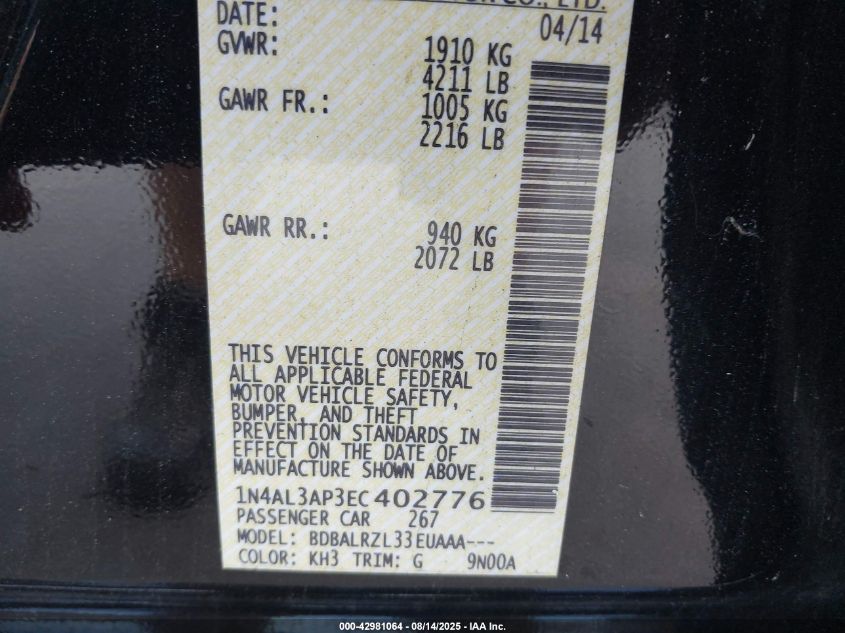 CO., LTD.
DATE: 04/14
GVWR: 1910 KG
4211 LB
GAWR FR.: 1005 KG
2216 LB
GAWR RR.: 940 KG
2072 LB
THIS VEHICLE CONFORMS TO
ALL APPLICABLE FEDERAL
MOTOR VEHICLE SAFETY,
BUMPER, AND THEFT
PREVENTION STANDARDS IN
EFFECT ON THE DATE OF
MANUFACTURE SHOWN ABOVE.
1N4AL3AP3EC402776
PASSENGER CAR 267
MODEL: BDBALRZL33EUAAA---
COLOR: KH3 TRIM: G 9N00A
000-42981064 - 08/14/2025 - IAA Inc.